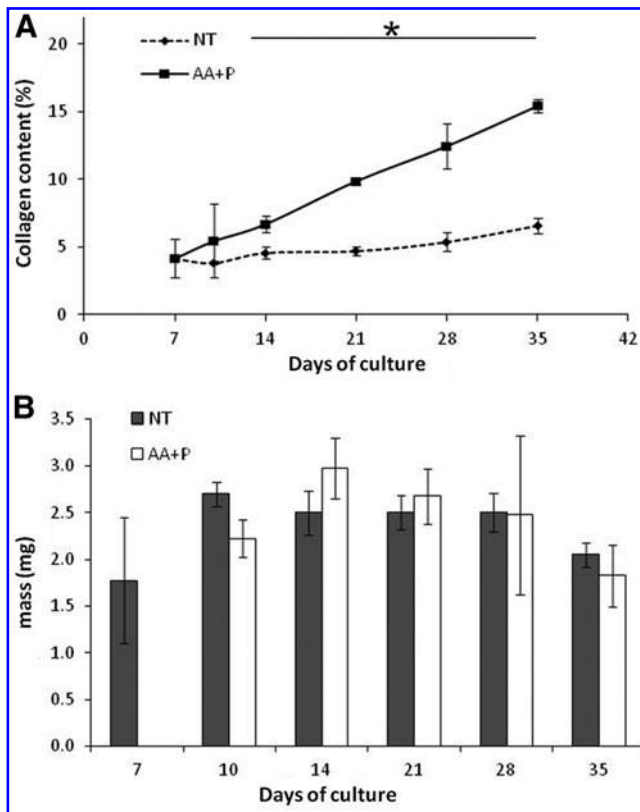 A
20
15
10
5
0
Collagen content (%)
NT
AA+P
*
0 7 14 21 28 35 42
Days of culture
B
3.5
3.0
2.5
2.0
1.5
1.0
0.5
0.0
mass (mg)
NT
AA+P
7 10 14 21 28 35
Days of culture